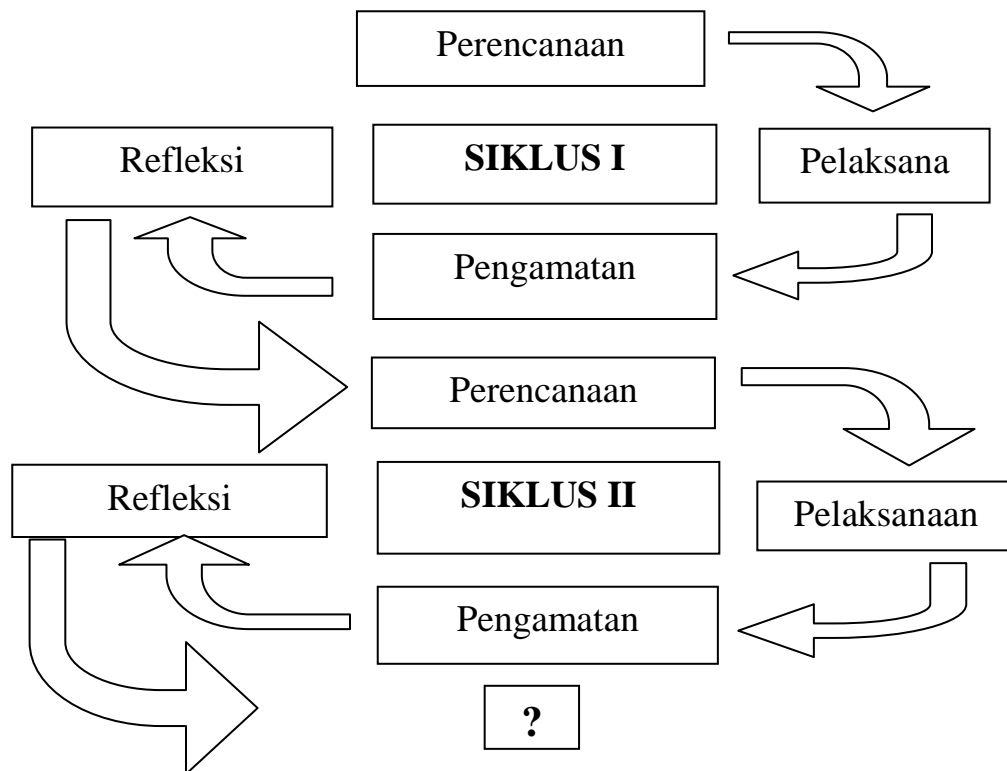 Perencanaan
Refleksi
SIKLUS I
Pelaksana
Pengamatan
Perencanaan
Refleksi
SIKLUS II
Pelaksanaan
Pengamatan
?